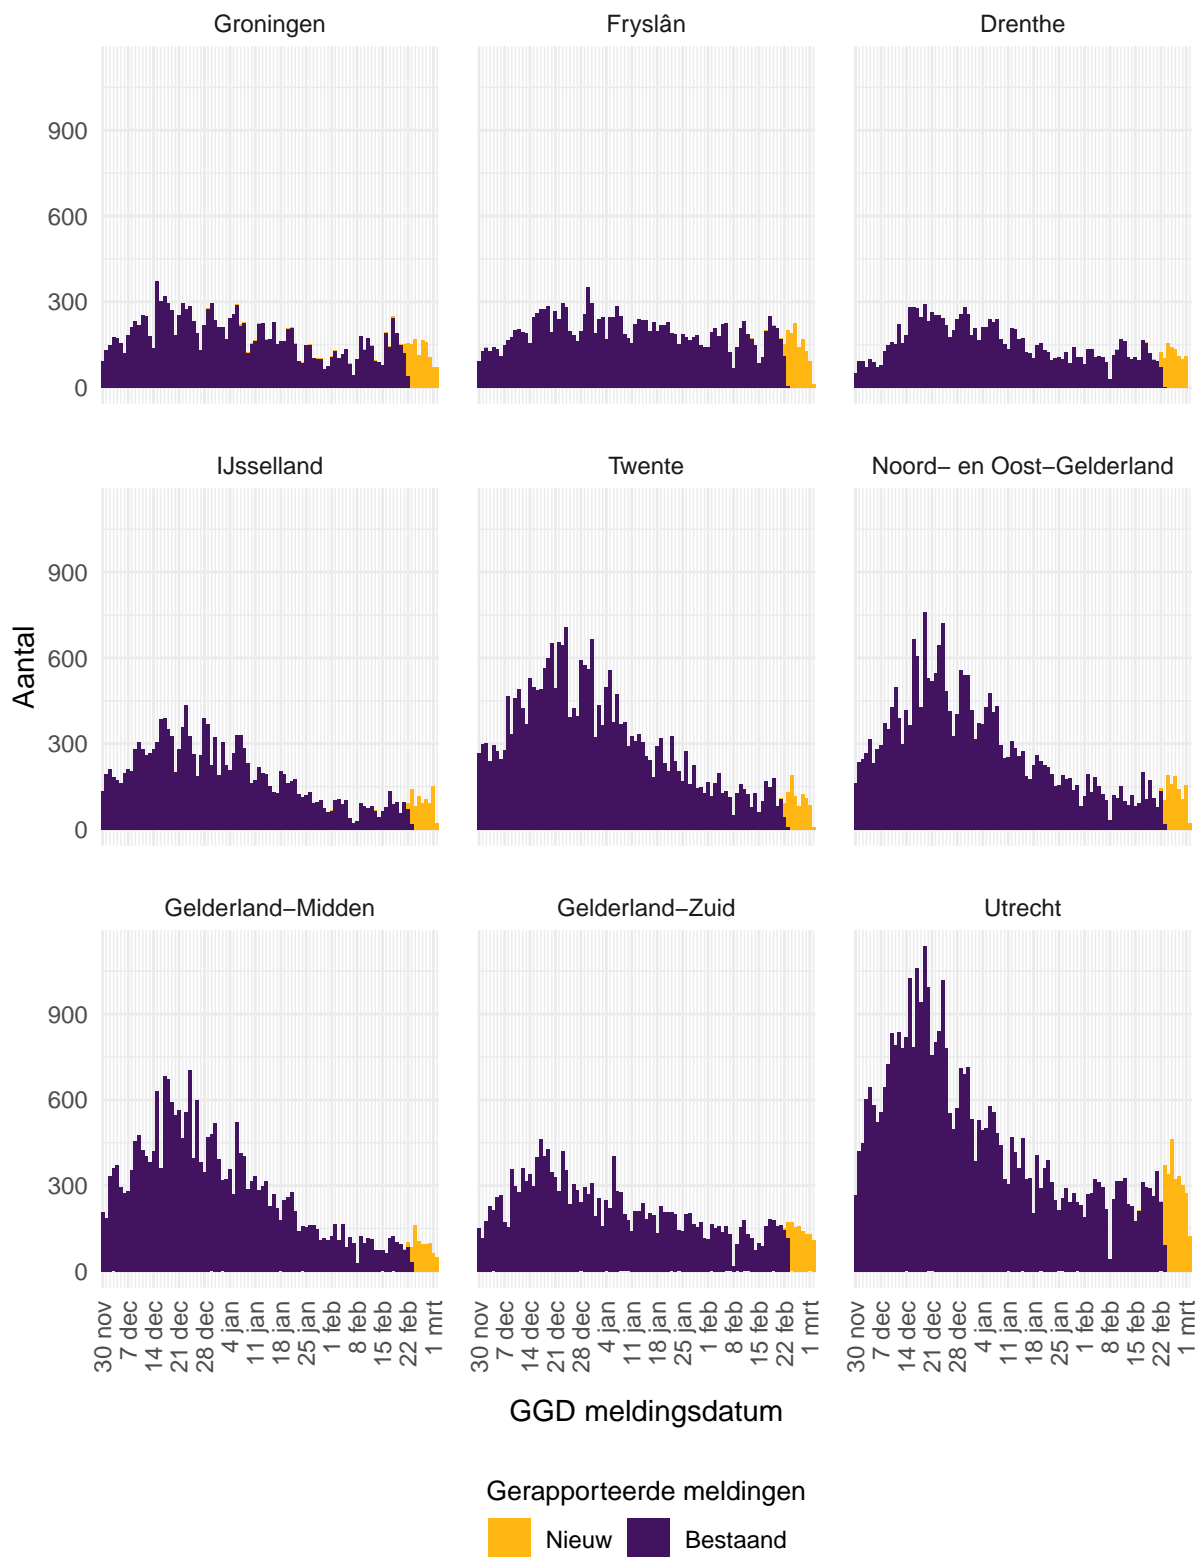 Groningen Fryslân Drenthe
900
600
300
0
IJsselland Twente Noord− en Oost−Gelderland
900
600
300
0
Aantal
Gelderland−Midden Gelderland−Zuid Utrecht
900
600
300
0
30 nov 7 dec 14 dec 21 dec 28 dec 4 jan 11 jan 18 jan 25 jan 1 feb 8 feb 15 feb 22 feb 1 mrt
30 nov 7 dec 14 dec 21 dec 28 dec 4 jan 11 jan 18 jan 25 jan 1 feb 8 feb 15 feb 22 feb 1 mrt
30 nov 7 dec 14 dec 21 dec 28 dec 4 jan 11 jan 18 jan 25 jan 1 feb 8 feb 15 feb 22 feb 1 mrt
GGD meldingsdatum
Gerapporteerde meldingen
Nieuw Bestaand